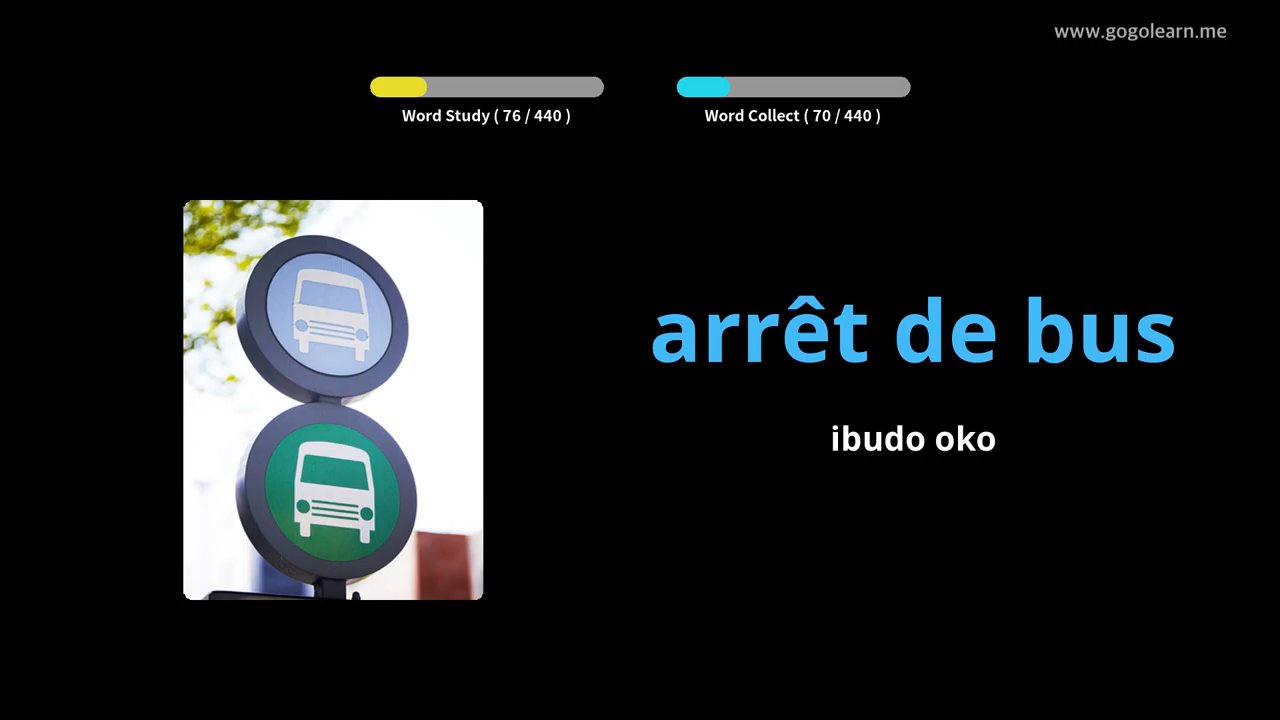 www.gogolearn.me
Word Study ( 76 / 440 )
Word Collect ( 70 / 440 )
arrêt de bus
ibudo oko